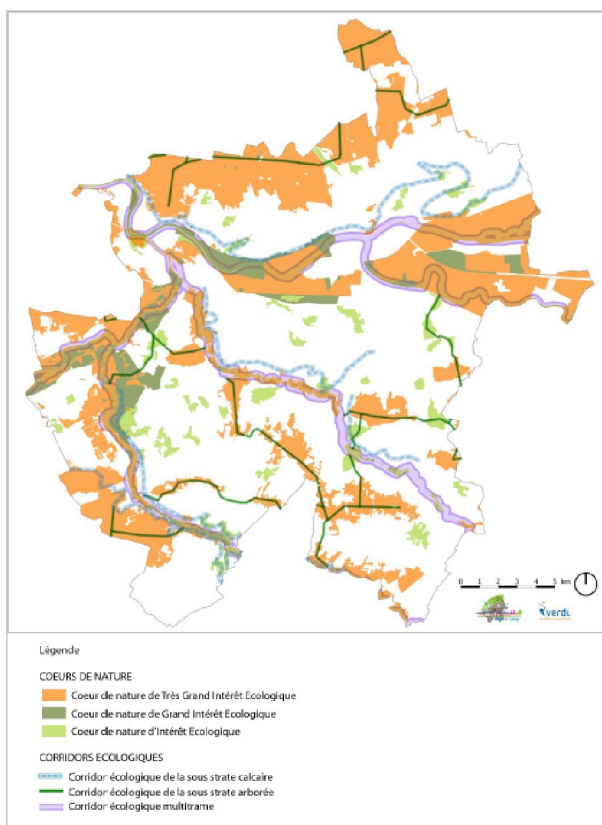 0 1 2 3 4 5 km
verdi
Légende
COEURS DE NATURE
Coeur de nature de Très Grand Intérêt Ecologique
Coeur de nature de Grand Intérêt Ecologique
Coeur de nature d'Intérêt Ecologique
CORRIDORS ECOLOGIQUES
Corridor écologique de la sous strate calcaire
Corridor écologique de la sous strate arborée
Corridor écologique multitrame